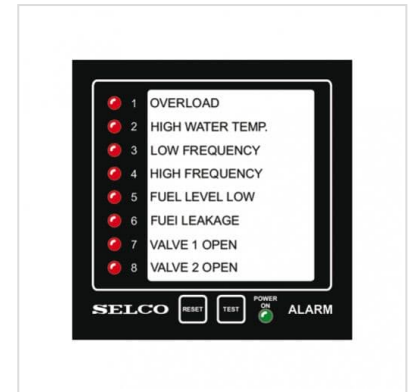 1 OVERLOAD
2 HIGH WATER TEMP.
3 LOW FREQUENCY
4 HIGH FREQUENCY
5 FUEL LEVEL LOW
6 FUEl LEAKAGE
7 VALVE 1 OPEN
8 VALVE 2 OPEN
SELCO RESET TEST POWER ON ALARM